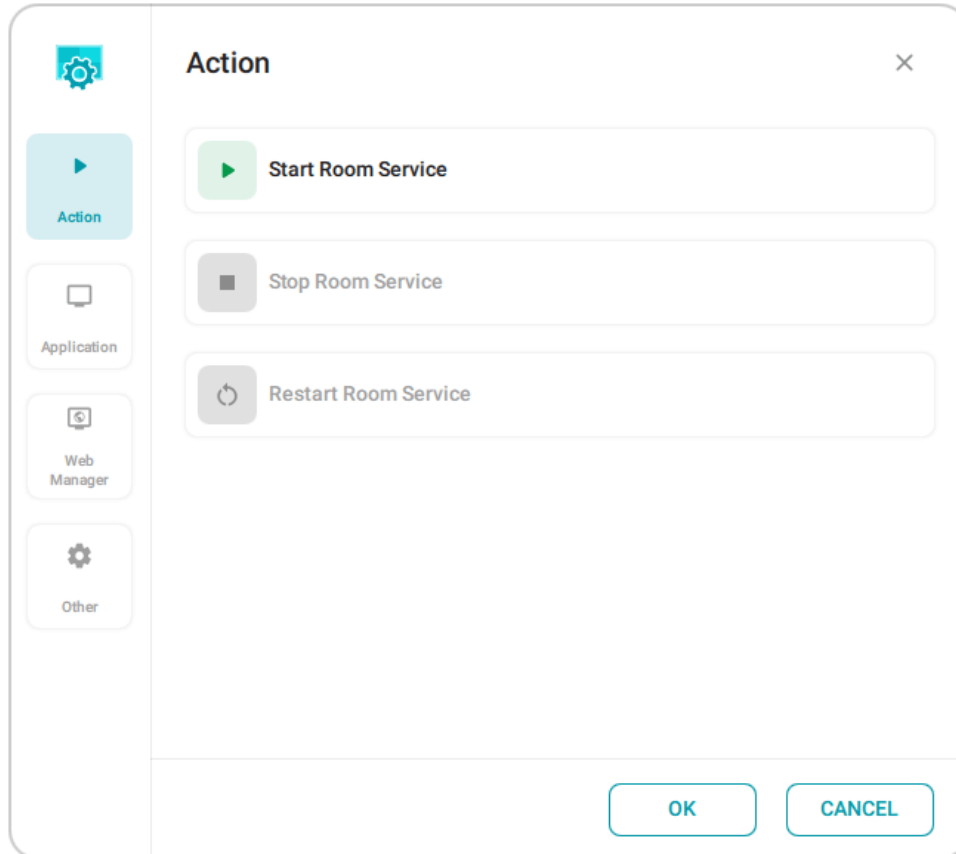 Action
Action
Start Room Service
Stop Room Service
Restart Room Service
Application
Web
Manager
Other
OK
CANCEL